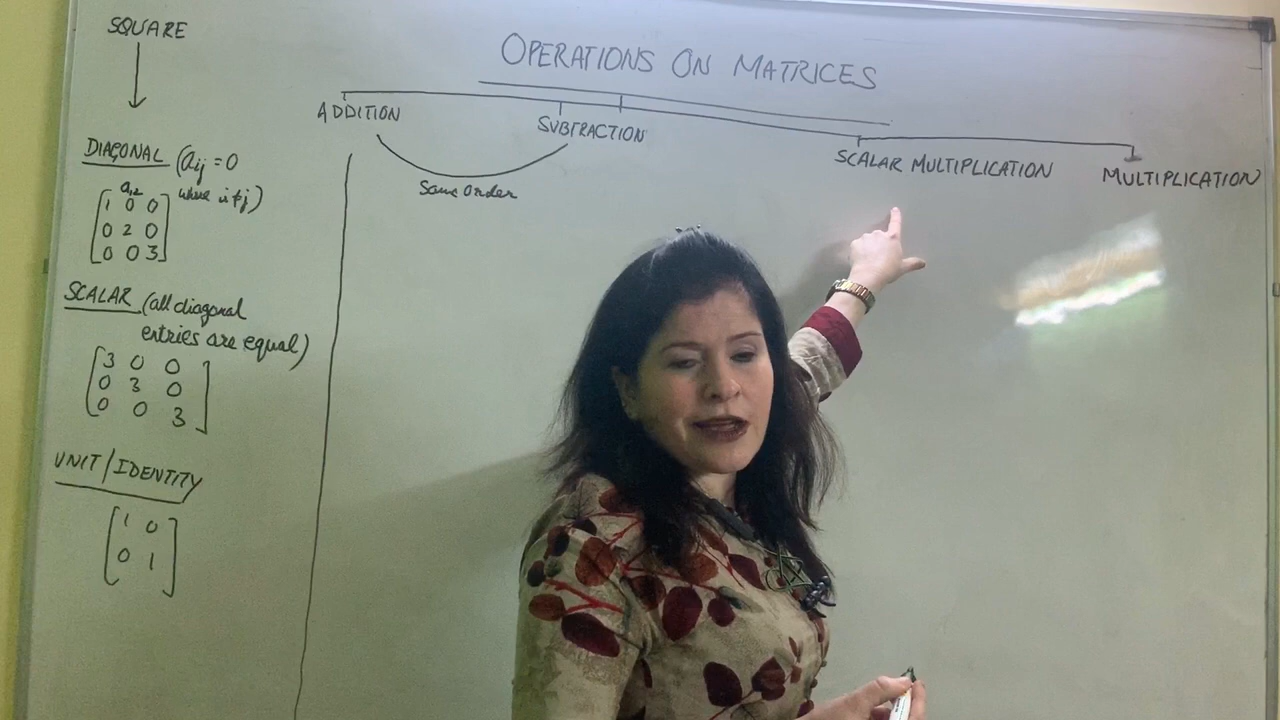 SQUARE
DIAGONAL (aij = 0
where i≠j)
a12
1 0 0
0 2 0
0 0 3
SCALAR (all diagonal
entries are equal)
3 0 0
0 3 0
0 0 3
UNIT/IDENTITY
1 0
0 1
OPERATIONS ON MATRICES
ADDITION
SUBTRACTION
SCALAR MULTIPLICATION
MULTIPLICATION
Same Order